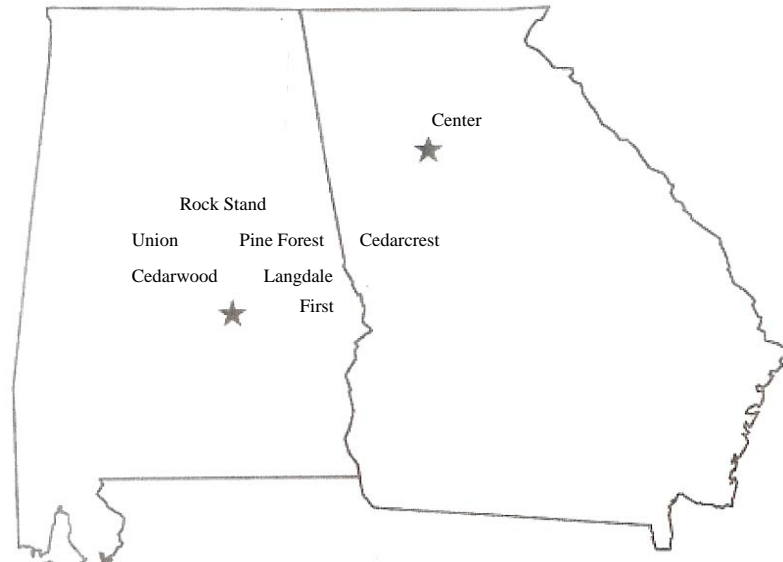 Center
Rock Stand
Union Pine Forest Cedarcrest
Cedarwood Langdale
First